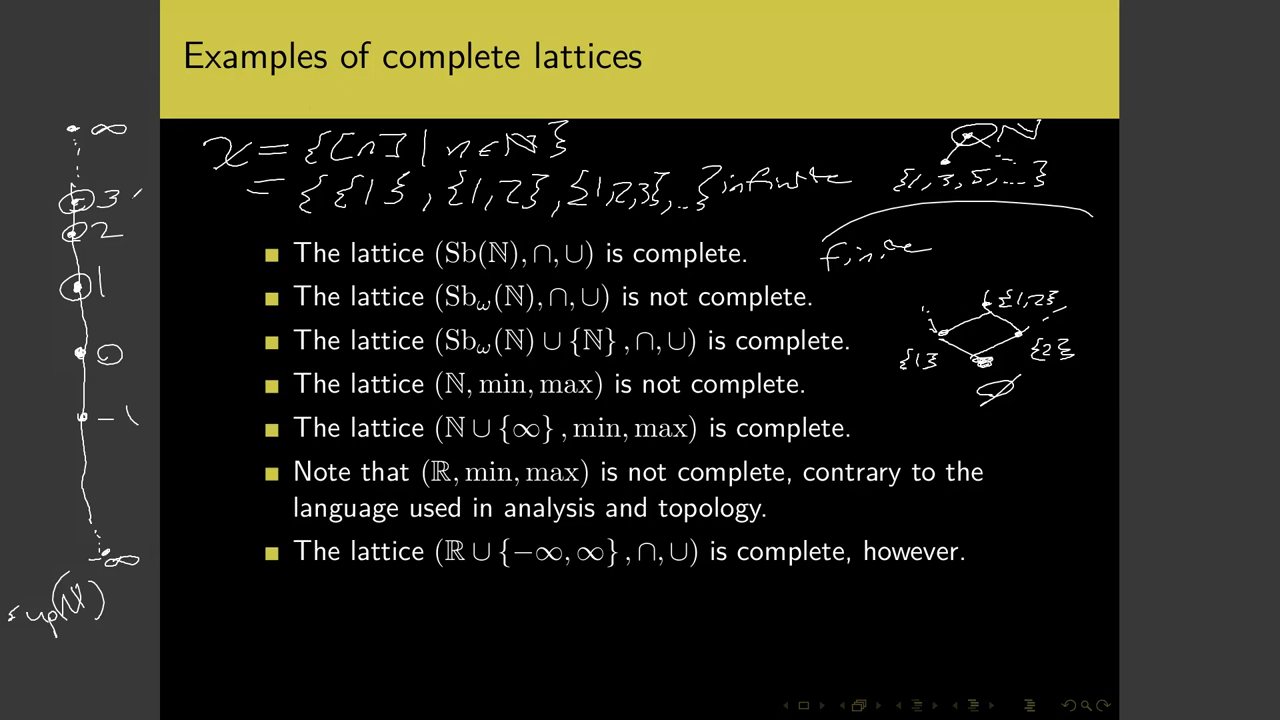 Examples of complete lattices
𝒳 = {[n] | n ∈ ℕ}
= {{1}, {1,2}, {1,2,3}, ...} infinite
ℕ
{1, 3, 5, ...}
finite
■ The lattice (Sb(ℕ), ∩, ∪) is complete.
■ The lattice (Sb_ω(ℕ), ∩, ∪) is not complete.
■ The lattice (Sb_ω(ℕ) ∪ {ℕ}, ∩, ∪) is complete.
■ The lattice (ℕ, min, max) is not complete.
■ The lattice (ℕ ∪ {∞}, min, max) is complete.
■ Note that (ℝ, min, max) is not complete, contrary to the
language used in analysis and topology.
■ The lattice (ℝ ∪ {−∞, ∞}, ∩, ∪) is complete, however.
{1,2}
{1} {2}
∅
∞
3
2
1
0
-1
-∞
sup(ℕ)